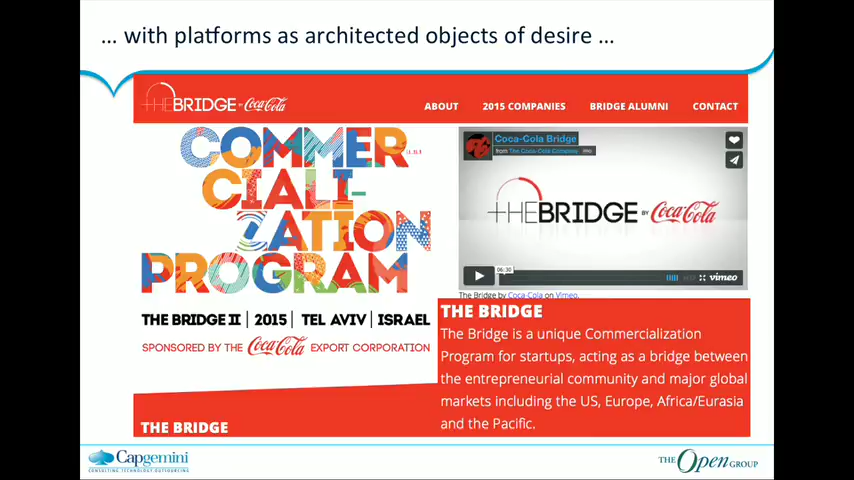 ... with platforms as architected objects of desire ...
THEBRIDGE BY Coca-Cola
ABOUT 2015 COMPANIES BRIDGE ALUMNI CONTACT
COMMER
CIALI-
ZATION
PROGRAM
THE BRIDGE II | 2015 | TEL AVIV | ISRAEL
SPONSORED BY THE Coca-Cola EXPORT CORPORATION
THE BRIDGE
Coca-Cola Bridge
from The Coca-Cola Company
THEBRIDGE BY Coca-Cola
06:30
vimeo
The Bridge by Coca-Cola on Vimeo.
THE BRIDGE
The Bridge is a unique Commercialization
Program for startups, acting as a bridge between
the entrepreneurial community and major global
markets including the US, Europe, Africa/Eurasia
and the Pacific.
Capgemini
CONSULTING.TECHNOLOGY.OUTSOURCING
THE Open GROUP